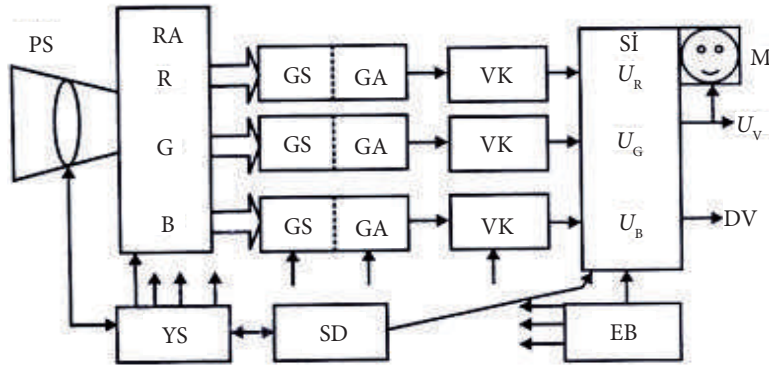 PS
RA
Sİ
M
R
GS
GA
VK
U_R
U_V
G
GS
GA
VK
U_G
B
GS
GA
VK
U_B
DV
YS
SD
EB